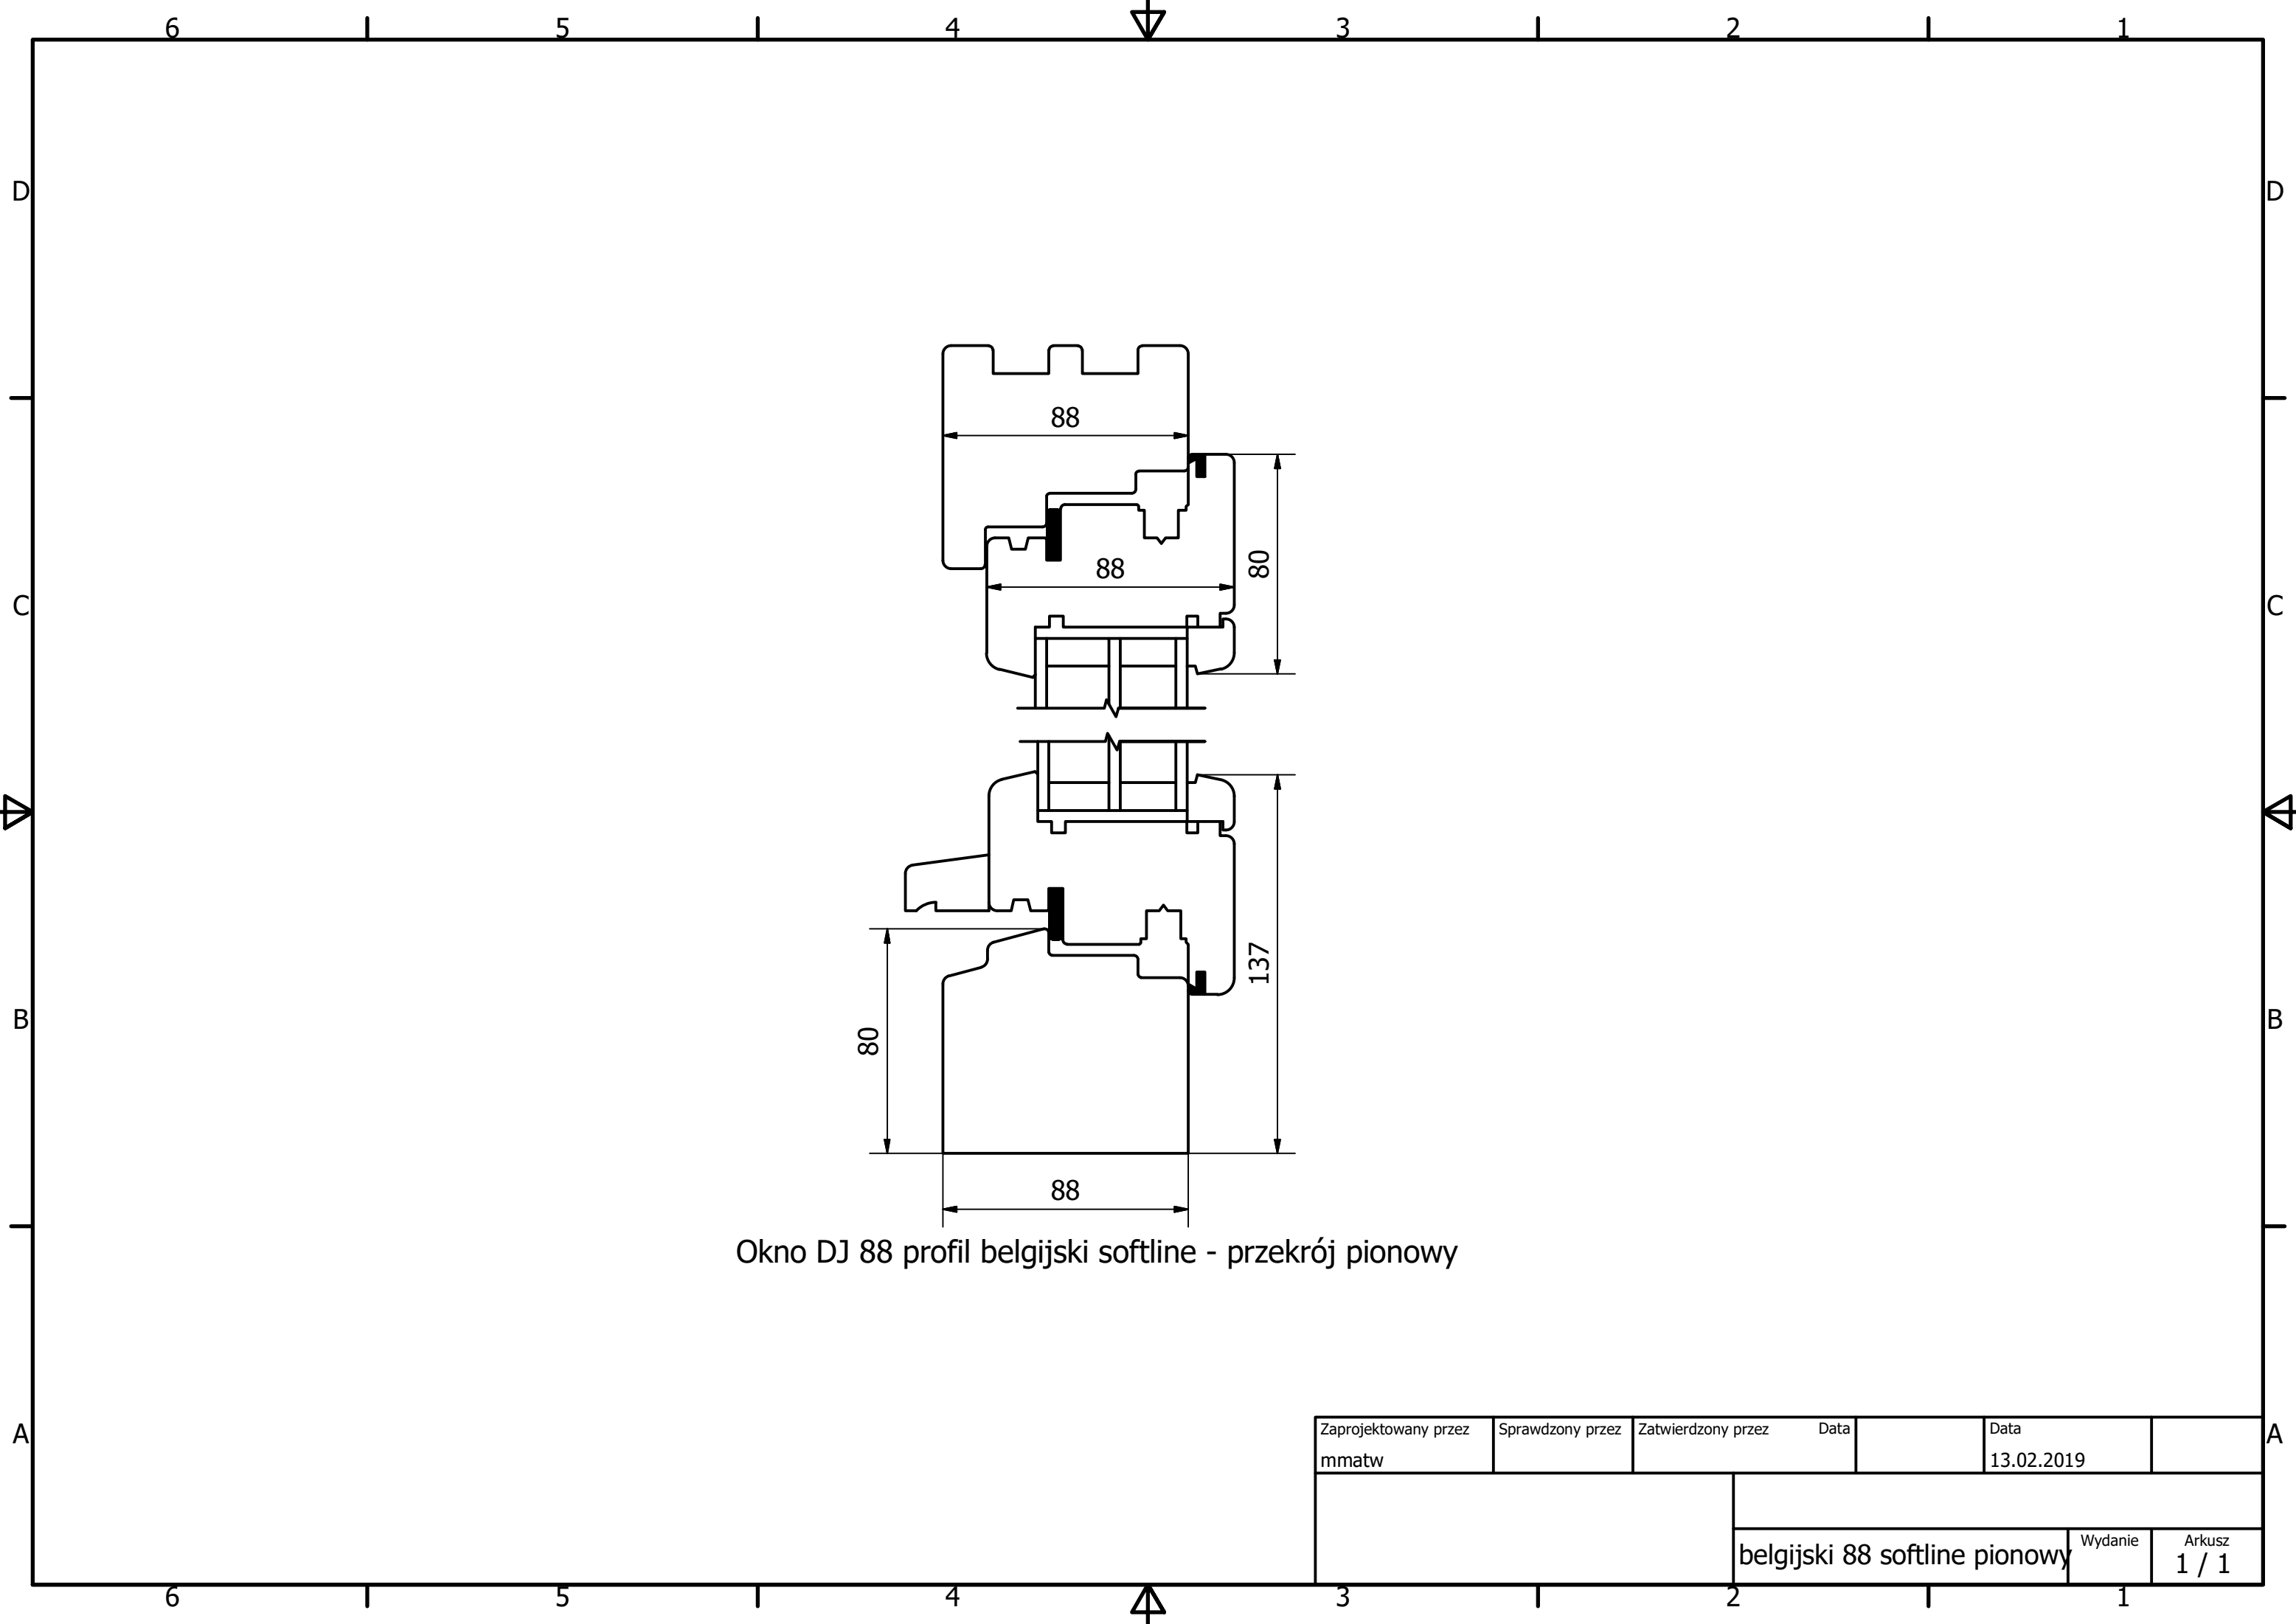 6 5 4 3 2 1
D D
88
88
80
C C
137
80
B B
88
Okno DJ 88 profil belgijski softline - przekrój pionowy
A A
Zaprojektowany przez Sprawdzony przez Zatwierdzony przez Data Data
mmatw 13.02.2019
Wydanie Arkusz
belgijski 88 softline pionowy 1 / 1
6 5 4 3 2 1